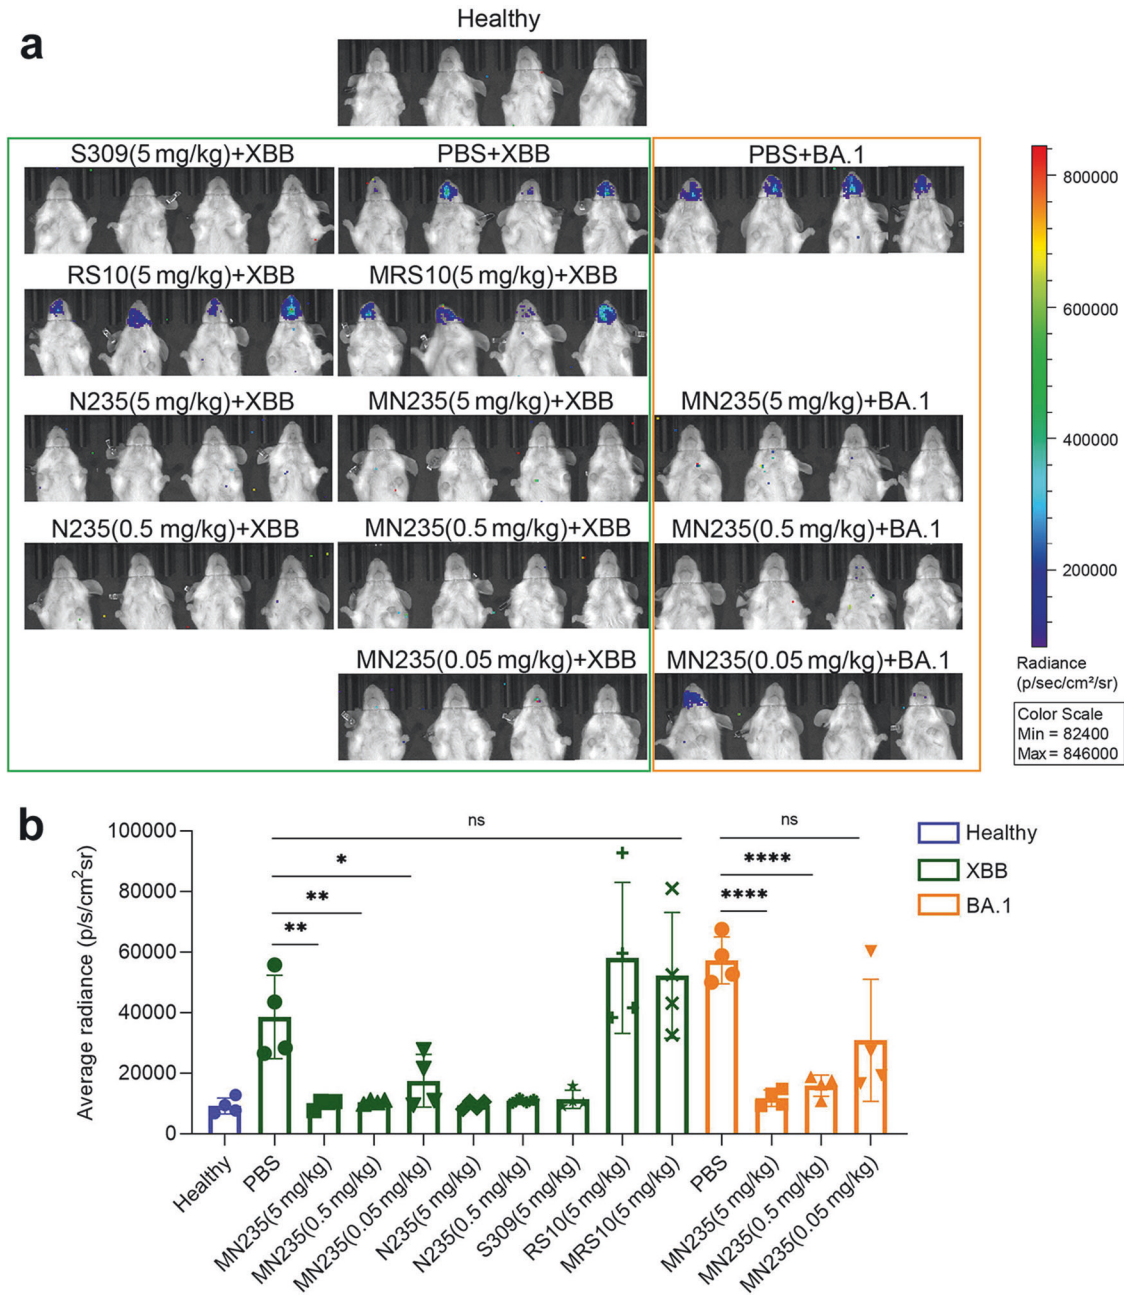 a
Healthy
S309(5 mg/kg)+XBB
PBS+XBB
PBS+BA.1
RS10(5 mg/kg)+XBB
MRS10(5 mg/kg)+XBB
N235(5 mg/kg)+XBB
MN235(5 mg/kg)+XBB
MN235(5 mg/kg)+BA.1
N235(0.5 mg/kg)+XBB
MN235(0.5 mg/kg)+XBB
MN235(0.5 mg/kg)+BA.1
MN235(0.05 mg/kg)+XBB
MN235(0.05 mg/kg)+BA.1
800000
600000
400000
200000
Radiance
(p/sec/cm²/sr)
Color Scale
Min = 82400
Max = 846000
b
Average radiance (p/s/cm²sr)
100000
80000
60000
40000
20000
0
ns
*
**
**
ns
****
****
Healthy
XBB
BA.1
Healthy
PBS
MN235(5 mg/kg)
MN235(0.5 mg/kg)
MN235(0.05 mg/kg)
N235(5 mg/kg)
N235(0.5 mg/kg)
S309(5 mg/kg)
RS10(5 mg/kg)
MRS10(5 mg/kg)
PBS
MN235(5 mg/kg)
MN235(0.5 mg/kg)
MN235(0.05 mg/kg)